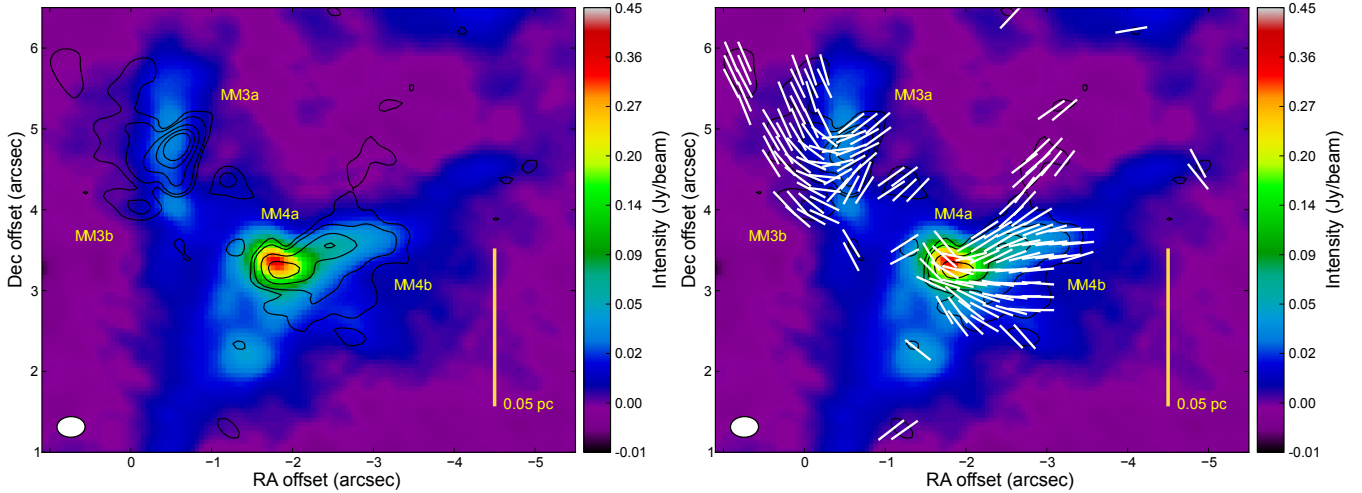 MM3a
MM3b
MM4a
MM4b
0.05 pc
6
5
4
3
2
1
0 −1 −2 −3 −4 −5
RA offset (arcsec)
Dec offset (arcsec)
0.45
0.36
0.27
0.20
0.14
0.09
0.05
0.02
0.00
-0.01
Intensity (Jy/beam)
MM3a
MM3b
MM4a
MM4b
0.05 pc
6
5
4
3
2
1
0 −1 −2 −3 −4 −5
RA offset (arcsec)
Dec offset (arcsec)
0.45
0.36
0.27
0.20
0.14
0.09
0.05
0.02
0.00
-0.01
Intensity (Jy/beam)